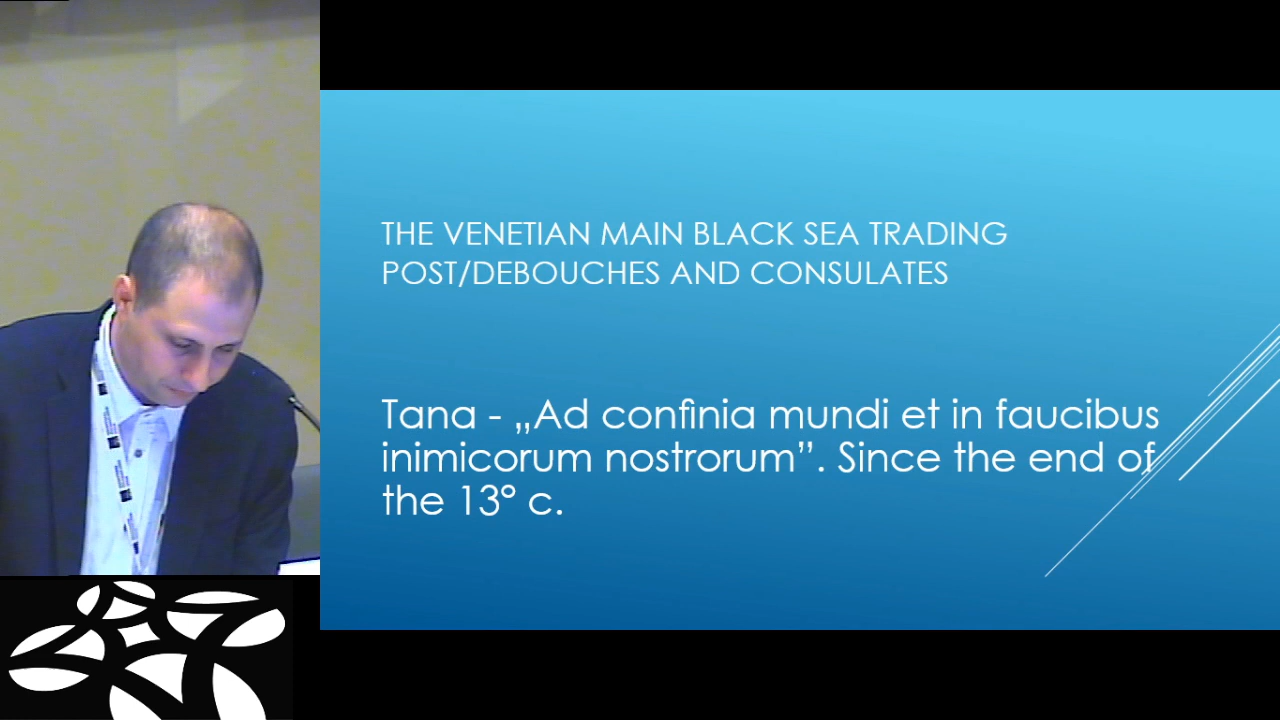 THE VENETIAN MAIN BLACK SEA TRADING
POST/DEBOUCHES AND CONSULATES
Tana - „Ad confinia mundi et in faucibus
inimicorum nostrorum”. Since the end of
the 13° c.